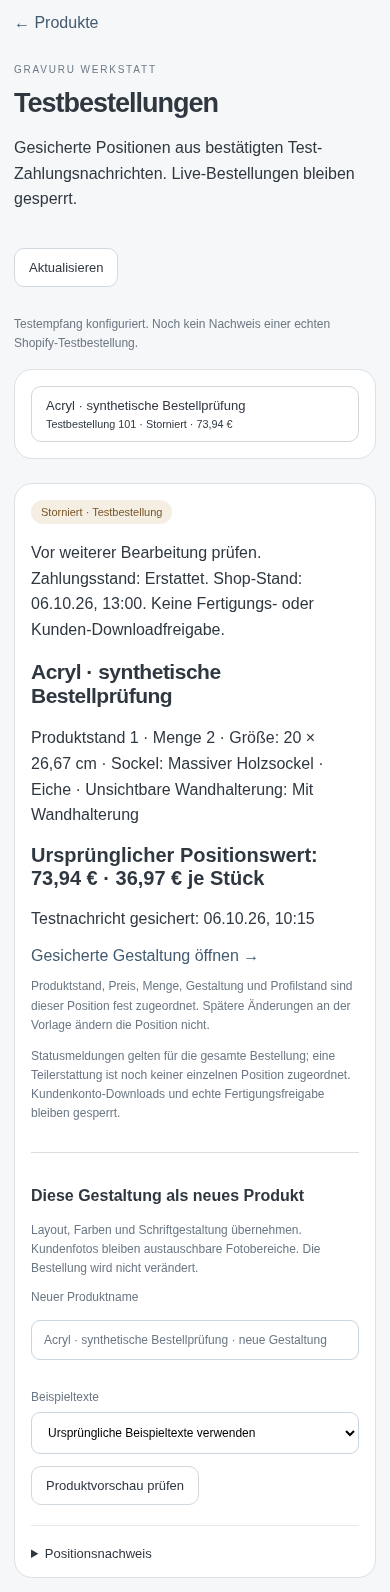 ← Produkte
GRAVURU WERKSTATT
Testbestellungen
Gesicherte Positionen aus bestätigten Test-
Zahlungsnachrichten. Live-Bestellungen bleiben
gesperrt.
Aktualisieren
Testempfang konfiguriert. Noch kein Nachweis einer echten
Shopify-Testbestellung.
Acryl · synthetische Bestellprüfung
Testbestellung 101 · Storniert · 73,94 €
Storniert · Testbestellung
Vor weiterer Bearbeitung prüfen.
Zahlungsstand: Erstattet. Shop-Stand:
06.10.26, 13:00. Keine Fertigungs- oder
Kunden-Downloadfreigabe.
Acryl · synthetische
Bestellprüfung
Produktstand 1 · Menge 2 · Größe: 20 ×
26,67 cm · Sockel: Massiver Holzsockel ·
Eiche · Unsichtbare Wandhalterung: Mit
Wandhalterung
Ursprünglicher Positionswert:
73,94 € · 36,97 € je Stück
Testnachricht gesichert: 06.10.26, 10:15
Gesicherte Gestaltung öffnen →
Produktstand, Preis, Menge, Gestaltung und Profilstand sind
dieser Position fest zugeordnet. Spätere Änderungen an der
Vorlage ändern die Position nicht.
Statusmeldungen gelten für die gesamte Bestellung; eine
Teilerstattung ist noch keiner einzelnen Position zugeordnet.
Kundenkonto-Downloads und echte Fertigungsfreigabe
bleiben gesperrt.
Diese Gestaltung als neues Produkt
Layout, Farben und Schriftgestaltung übernehmen.
Kundenfotos bleiben austauschbare Fotobereiche. Die
Bestellung wird nicht verändert.
Neuer Produktname
Acryl · synthetische Bestellprüfung · neue Gestaltung
Beispieltexte
Ursprüngliche Beispieltexte verwenden
Produktvorschau prüfen
Positionsnachweis